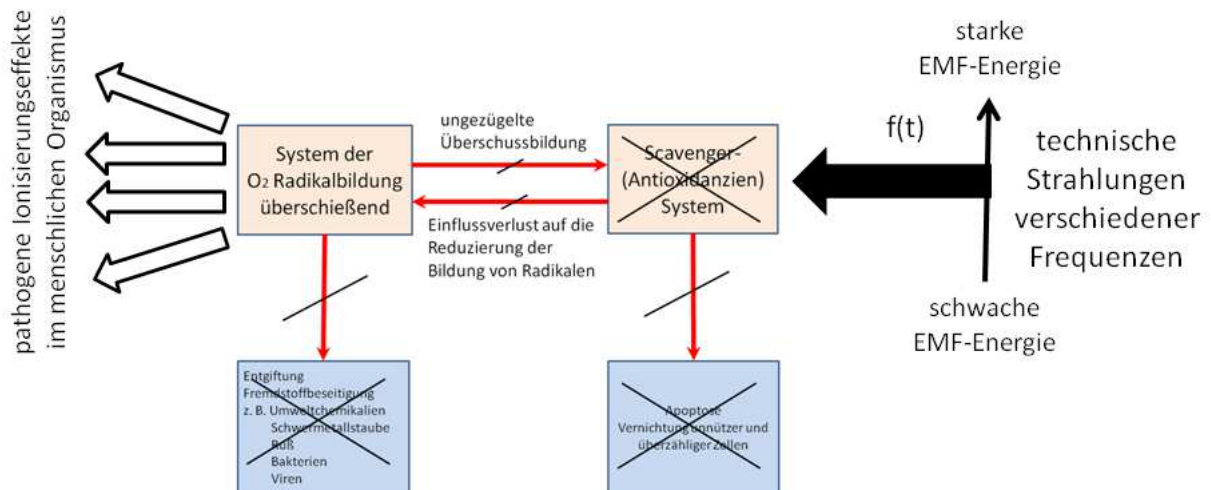 pathogene Ionisierungseffekte
im menschlichen Organismus
System der
O2 Radikalbildung
überschießend
ungezügelte
Überschussbildung
Einflussverlust auf die
Reduzierung der
Bildung von Radikalen
Scavenger-
(Antioxidanzien)
System
f(t)
starke
EMF-Energie
technische
Strahlungen
verschiedener
Frequenzen
schwache
EMF-Energie
Entgiftung
Fremdstoffbeseitigung
z. B. Umweltchemikalien
Schwermetallstaube
Ruß
Bakterien
Viren
Apoptose
Vernichtung unnützer und
überzähliger Zellen